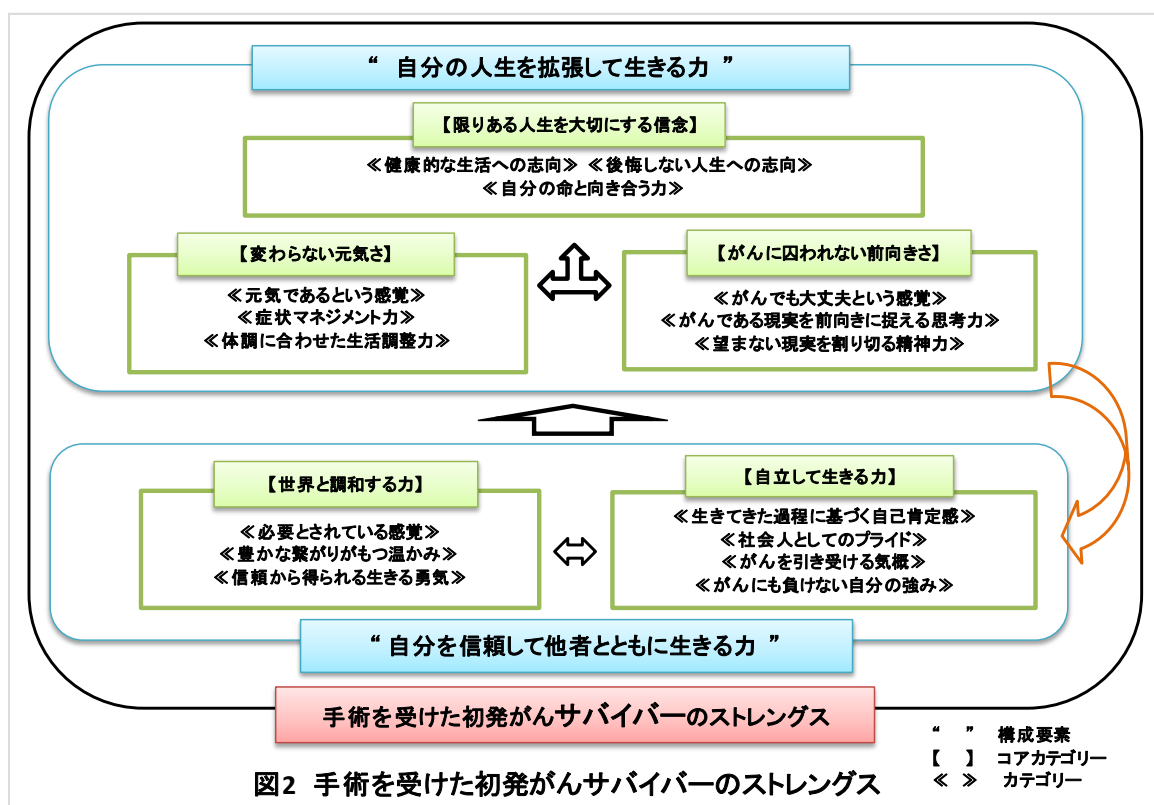 “ 自分の人生を拡張して生きる力 ”
【限りある人生を大切にする信念】
≪健康的な生活への志向≫ ≪後悔しない人生への志向≫
≪自分の命と向き合う力≫
【変わらない元気さ】
≪元気であるという感覚≫
≪症状マネジメント力≫
≪体調に合わせた生活調整力≫
【がんに囚われない前向きさ】
≪がんでも大丈夫という感覚≫
≪がんである現実を前向きに捉える思考力≫
≪望まない現実を割り切る精神力≫
【世界と調和する力】
≪必要とされている感覚≫
≪豊かな繋がりがもつ温かみ≫
≪信頼から得られる生きる勇気≫
【自立して生きる力】
≪生きてきた過程に基づく自己肯定感≫
≪社会人としてのプライド≫
≪がんを引き受ける気概≫
≪がんにも負けない自分の強み≫
“ 自分を信頼して他者とともに生きる力 ”
手術を受けた初発がんサバイバーのストレングス
“ ” 構成要素
【 】 コアカテゴリー
≪ ≫ カテゴリー
図2 手術を受けた初発がんサバイバーのストレングス